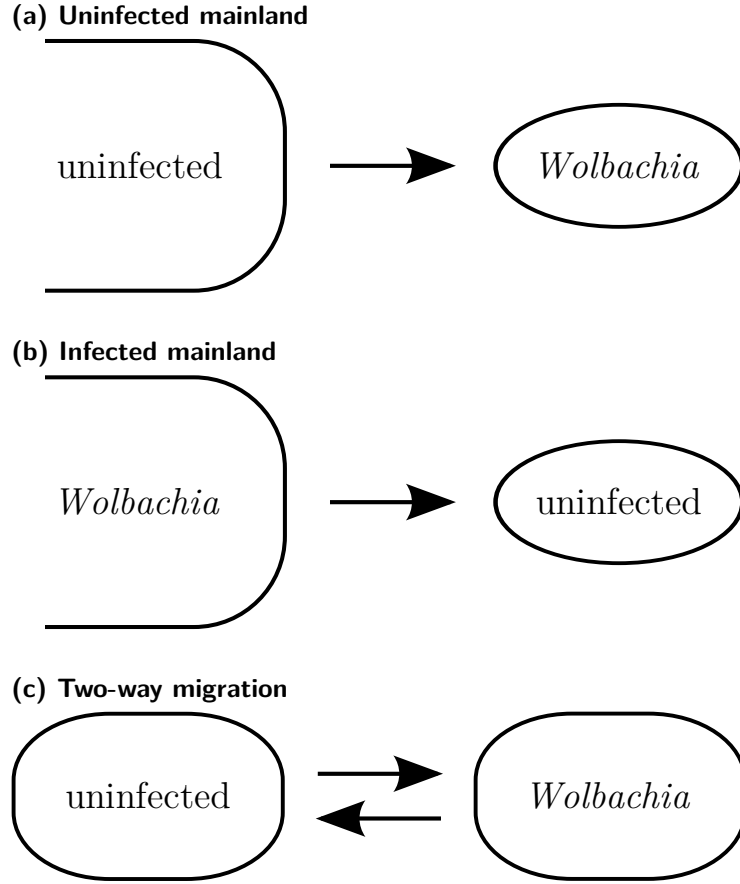 (a) Uninfected mainland
uninfected
Wolbachia
(b) Infected mainland
Wolbachia
uninfected
(c) Two-way migration
uninfected
Wolbachia